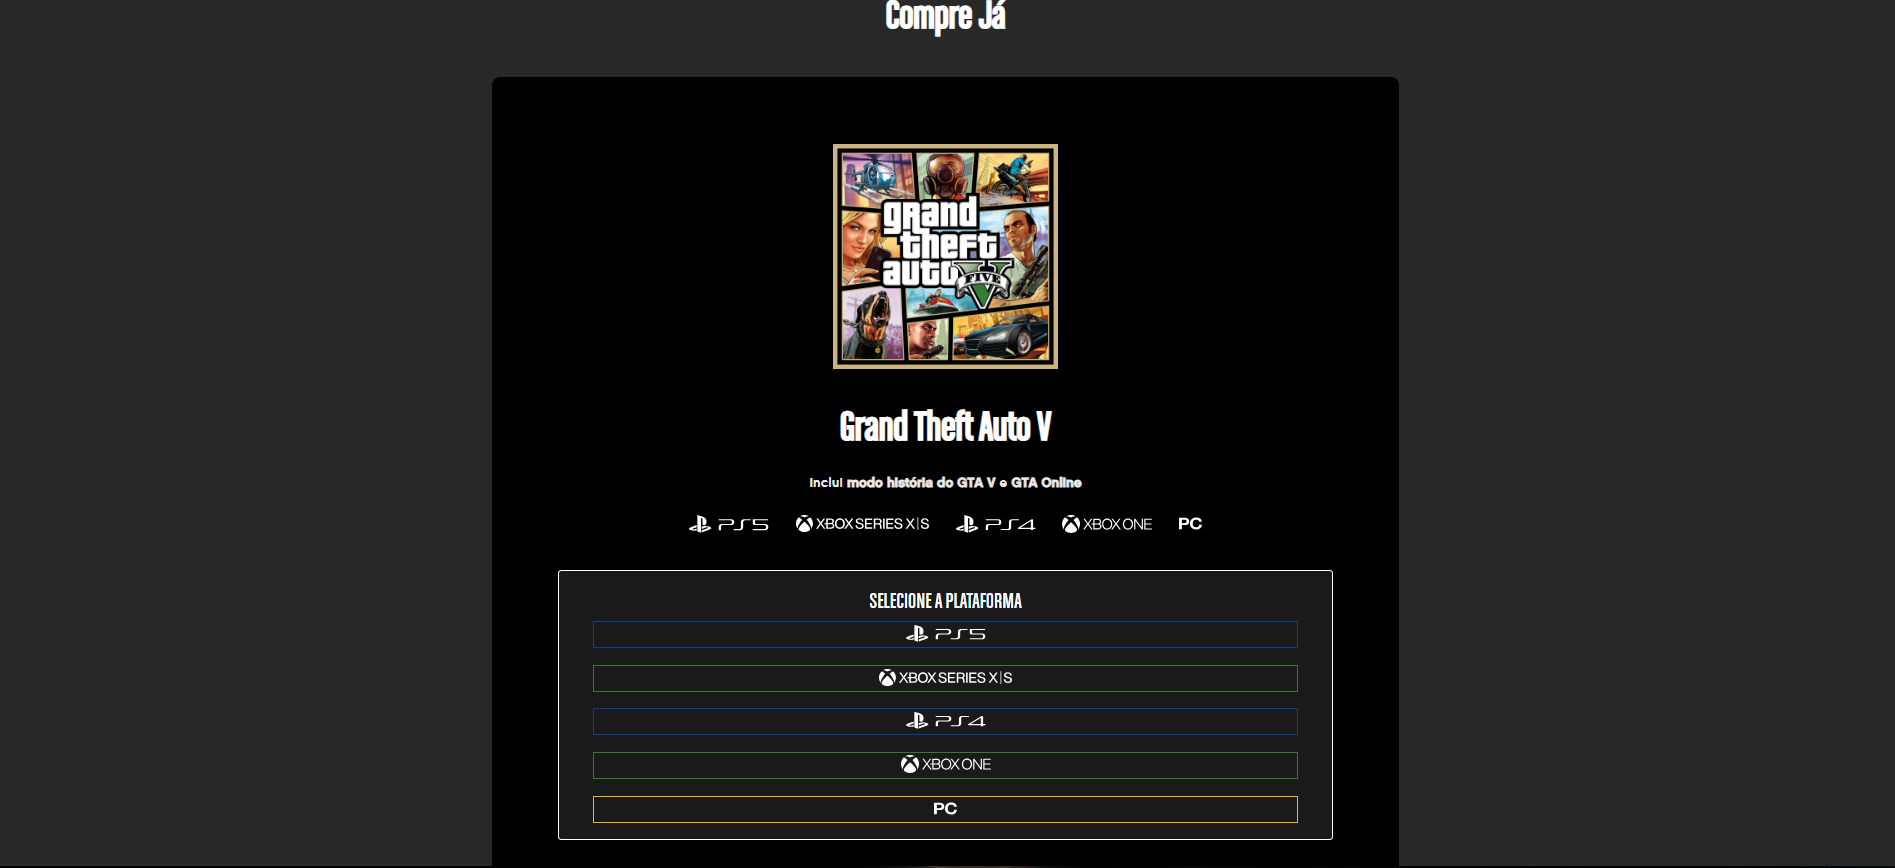 Compre Já
grand
theft
auto
FIVE
Grand Theft Auto V
Inclui modo história do GTA V e GTA Online
PS5 XBOX SERIES X|S PS4 XBOX ONE PC
SELECIONE A PLATAFORMA
PS5
XBOX SERIES X|S
PS4
XBOX ONE
PC